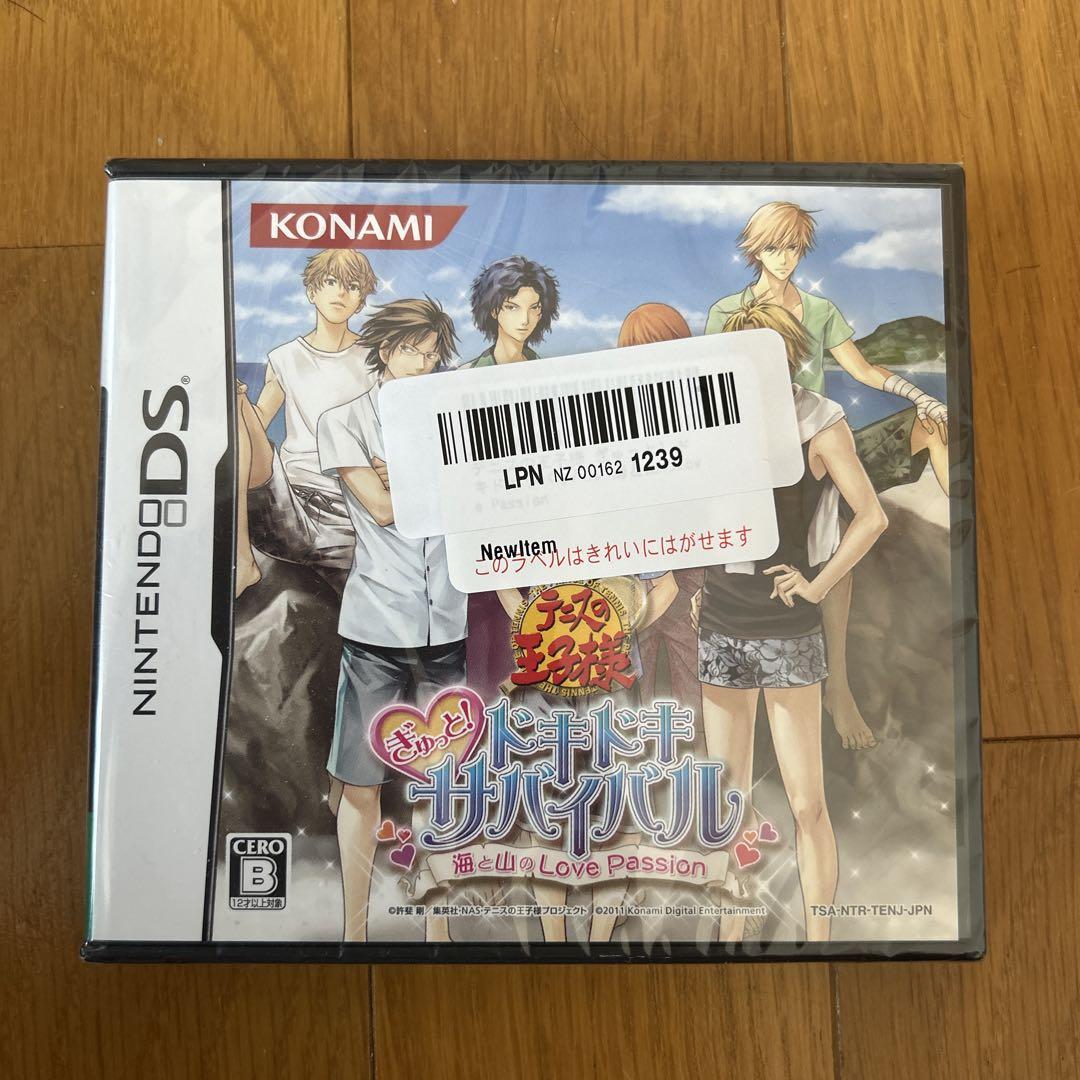 KONAMI
NINTENDO DS®
LPN NZ 00162 1239
Passion
NewItem
このラベルはきれいにはがせます
テニスの
王子様
ぎゅっと!
ドキドキ
サバイバル
海と山のLove Passion
CERO
B
12才以上対象
©許斐 剛/集英社・NAS・テニスの王子様プロジェクト ©2011 Konami Digital Entertainment
TSA-NTR-TENJ-JPN